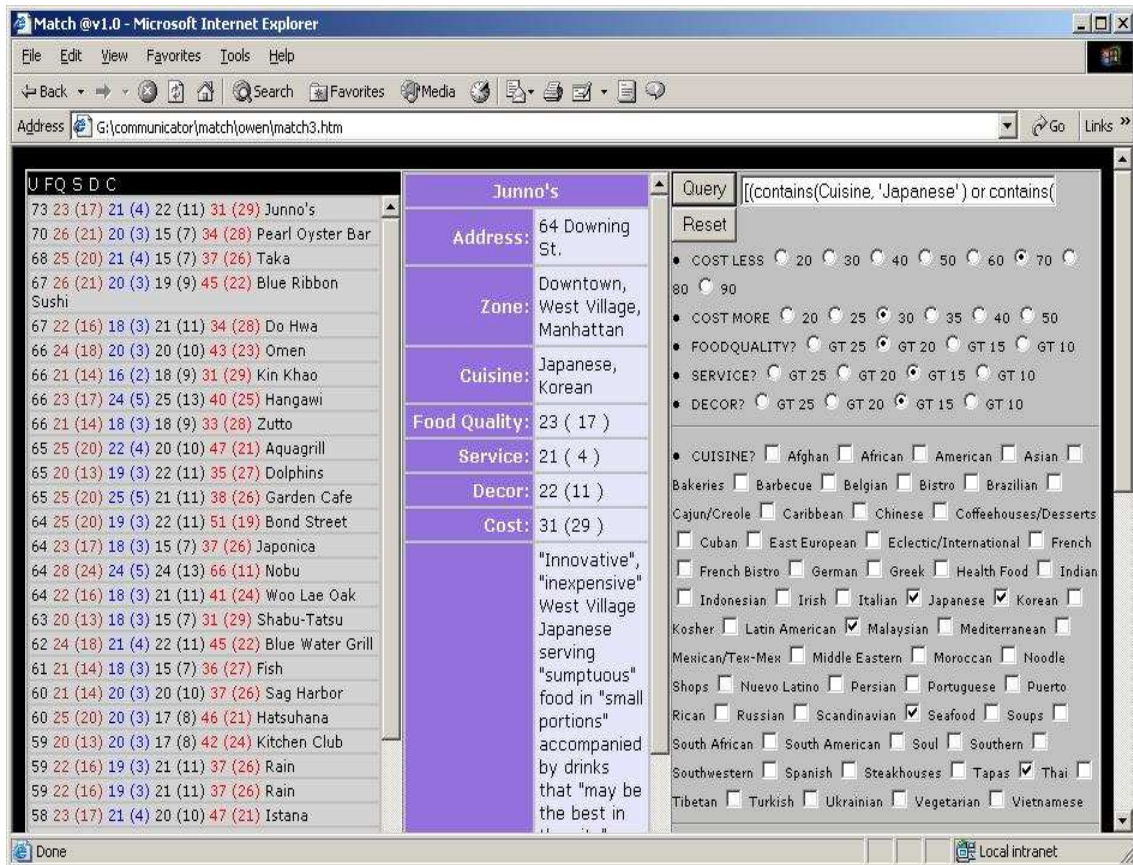 Match @v1.0 - Microsoft Internet Explorer
File Edit View Favorites Tools Help
Back Search Favorites Media
Address G:\communicator\match\owen\match3.htm Go Links »
U FQ S D C
73 23 (17) 21 (4) 22 (11) 31 (29) Junno's
70 26 (21) 20 (3) 15 (7) 34 (28) Pearl Oyster Bar
68 25 (20) 21 (4) 15 (7) 37 (26) Taka
67 26 (21) 20 (3) 19 (9) 45 (22) Blue Ribbon
Sushi
67 22 (16) 18 (3) 21 (11) 34 (28) Do Hwa
66 24 (18) 20 (3) 20 (10) 43 (23) Omen
66 21 (14) 16 (2) 18 (9) 31 (29) Kin Khao
66 23 (17) 24 (5) 25 (13) 40 (25) Hangawi
66 21 (14) 18 (3) 18 (9) 33 (28) Zutto
65 25 (20) 22 (4) 20 (10) 47 (21) Aquagrill
65 20 (13) 19 (3) 22 (11) 35 (27) Dolphins
65 25 (20) 25 (5) 21 (11) 38 (26) Garden Cafe
64 25 (20) 19 (3) 22 (11) 51 (19) Bond Street
64 23 (17) 18 (3) 15 (7) 37 (26) Japonica
64 28 (24) 24 (5) 24 (13) 66 (11) Nobu
64 22 (16) 18 (3) 21 (11) 41 (24) Woo Lae Oak
63 20 (13) 18 (3) 15 (7) 31 (29) Shabu-Tatsu
62 24 (18) 21 (4) 22 (11) 45 (22) Blue Water Grill
61 21 (14) 18 (3) 15 (7) 36 (27) Fish
60 21 (14) 20 (3) 20 (10) 37 (26) Sag Harbor
60 25 (20) 20 (3) 17 (8) 46 (21) Hatsuhana
59 20 (13) 20 (3) 17 (8) 42 (24) Kitchen Club
59 22 (16) 19 (3) 21 (11) 37 (26) Rain
59 22 (16) 19 (3) 21 (11) 37 (26) Rain
58 23 (17) 21 (4) 20 (10) 47 (21) Istana
Junno's
Address: 64 Downing
St.
Zone: Downtown,
West Village,
Manhattan
Cuisine: Japanese,
Korean
Food Quality: 23 ( 17 )
Service: 21 ( 4 )
Decor: 22 (11 )
Cost: 31 (29 )
"Innovative",
"inexpensive"
West Village
Japanese
serving
"sumptuous"
food in "small
portions"
accompanied
by drinks
that "may be
the best in
Query [(contains(Cuisine, 'Japanese' ) or contains(
Reset
• COST LESS 20 30 40 50 60 70
80 90
• COST MORE 20 25 30 35 40 50
• FOODQUALITY? GT 25 GT 20 GT 15 GT 10
• SERVICE? GT 25 GT 20 GT 15 GT 10
• DECOR? GT 25 GT 20 GT 15 GT 10
• CUISINE? Afghan African American Asian
Bakeries Barbecue Belgian Bistro Brazilian
Cajun/Creole Caribbean Chinese Coffeehouses/Desserts
Cuban East European Eclectic/International French
French Bistro German Greek Health Food Indian
Indonesian Irish Italian Japanese Korean
Kosher Latin American Malaysian Mediterranean
Mexican/Tex-Mex Middle Eastern Moroccan Noodle
Shops Nuevo Latino Persian Portuguese Puerto
Rican Russian Scandinavian Seafood Soups
South African South American Soul Southern
Southwestern Spanish Steakhouses Tapas Thai
Tibetan Turkish Ukrainian Vegetarian Vietnamese
Done Local intranet